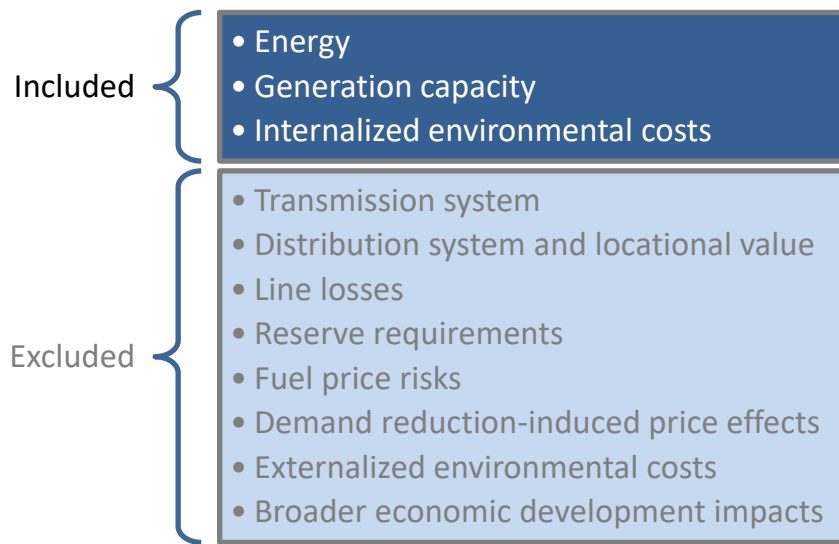 Included
• Energy
• Generation capacity
• Internalized environmental costs
Excluded
• Transmission system
• Distribution system and locational value
• Line losses
• Reserve requirements
• Fuel price risks
• Demand reduction-induced price effects
• Externalized environmental costs
• Broader economic development impacts